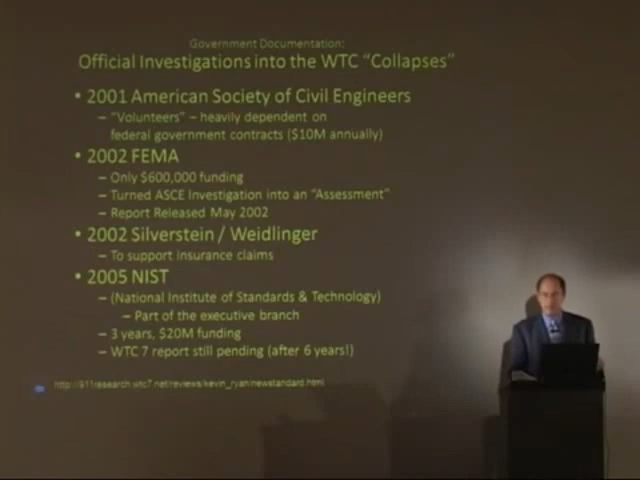 Government Documentation:
Official Investigations into the WTC “Collapses”
• 2001 American Society of Civil Engineers
– “Volunteers” – heavily dependent on
federal government contracts ($10M annually)
• 2002 FEMA
– Only $600,000 funding
– Turned ASCE Investigation into an “Assessment”
– Report Released May 2002
• 2002 Silverstein / Weidlinger
– To support insurance claims
• 2005 NIST
– (National Institute of Standards & Technology)
– Part of the executive branch
– 3 years, $20M funding
– WTC 7 report still pending (after 6 years!)
http://911research.wtc7.net/reviews/kevin_ryan/newstandard.html